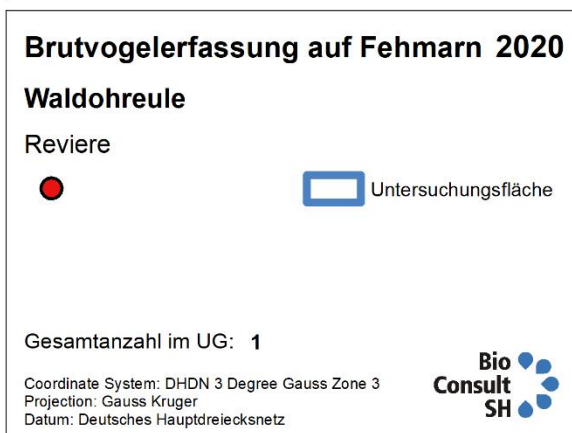 Brutvogelerfassung auf Fehmarn 2020
Waldohreule
Reviere
Untersuchungsfläche
Gesamtanzahl im UG: 1
Coordinate System: DHDN 3 Degree Gauss Zone 3
Projection: Gauss Kruger
Datum: Deutsches Hauptdreiecksnetz
Bio
Consult
SH